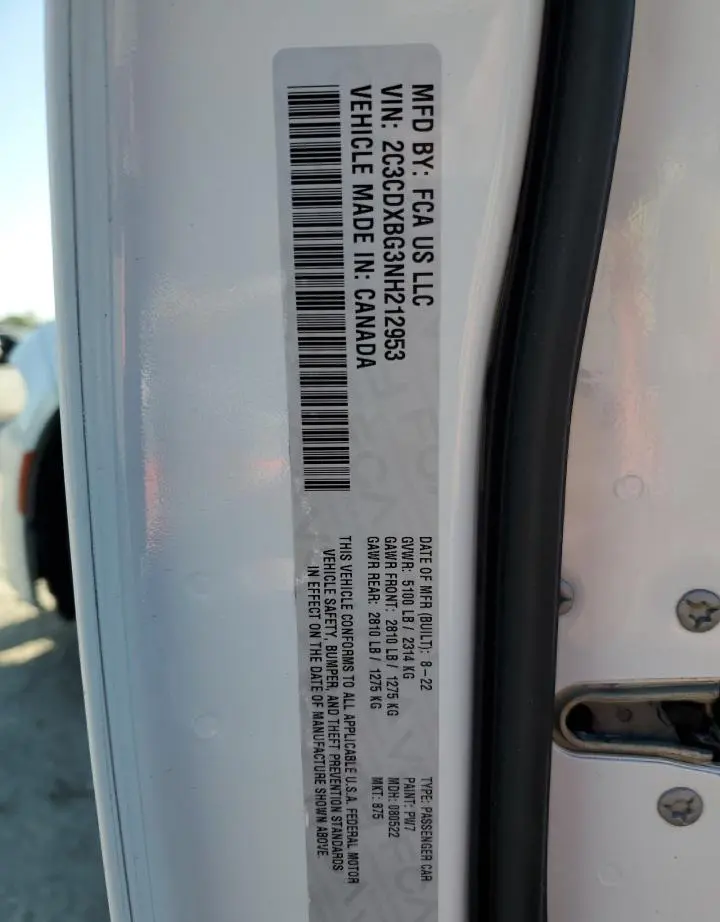 MFD BY: FCA US LLC
VIN: 2C3CDXBG3NH212953
VEHICLE MADE IN: CANADA
DATE OF MFR (BUILT): 8-22
GVWR: 5100 LB / 2314 KG
GAWR FRONT: 2810 LB / 1275 KG
GAWR REAR: 2810 LB / 1275 KG
THIS VEHICLE CONFORMS TO ALL APPLICABLE U.S.A. FEDERAL MOTOR
VEHICLE SAFETY, BUMPER, AND THEFT PREVENTION STANDARDS
IN EFFECT ON THE DATE OF MANUFACTURE SHOWN ABOVE.
TYPE: PASSENGER CAR
PAINT: PW7
MDH: 080522
MKT: 875